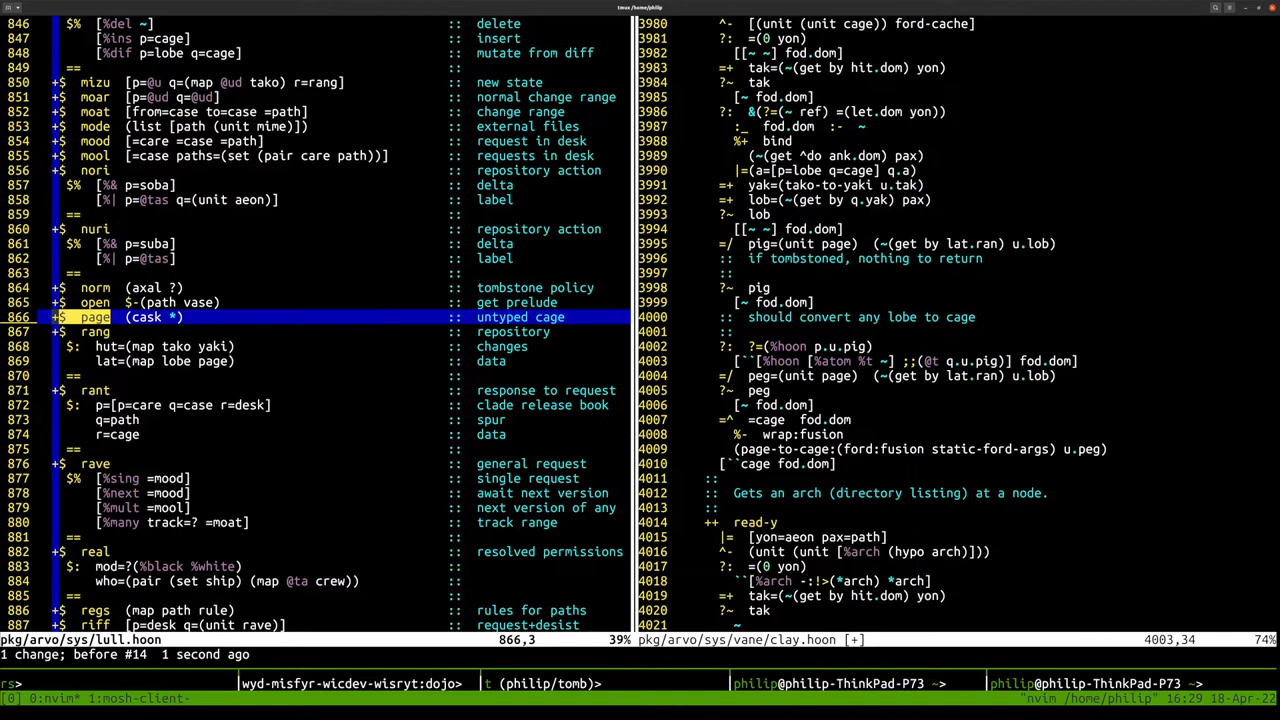 tmux /home/philip
846     $%  [%del ~]                                     ::  delete
847         [%ins p=cage]                                ::  insert
848         [%dif p=lobe q=cage]                         ::  mutate from diff
849     ==                                               ::
850   +$  mizu  [p=@u q=(map @ud tako) r=rang]           ::  new state
851   +$  moar  [p=@ud q=@ud]                            ::  normal change range
852   +$  moat  [from=case to=case =path]                ::  change range
853   +$  mode  (list [path (unit mime)])                ::  external files
854   +$  mood  [=care =case =path]                      ::  request in desk
855   +$  mool  [=case paths=(set (pair care path))]     ::  requests in desk
856   +$  nori                                           ::  repository action
857     $%  [%& p=soba]                                  ::  delta
858         [%| p=@tas q=(unit aeon)]                    ::  label
859     ==                                               ::
860   +$  nuri                                           ::  repository action
861     $%  [%& p=suba]                                  ::  delta
862         [%| p=@tas]                                  ::  label
863     ==                                               ::
864   +$  norm  (axal ?)                                 ::  tombstone policy
865   +$  open  $-(path vase)                            ::  get prelude
866   +$  page  (cask *)                                 ::  untyped cage
867   +$  rang                                           ::  repository
868     $:  hut=(map tako yaki)                          ::  changes
869         lat=(map lobe page)                          ::  data
870     ==                                               ::
871   +$  rant                                           ::  response to request
872     $:  p=[p=care q=case r=desk]                     ::  clade release book
873         q=path                                       ::  spur
874         r=cage                                       ::  data
875     ==                                               ::
876   +$  rave                                           ::  general request
877     $%  [%sing =mood]                                ::  single request
878         [%next =mood]                                ::  await next version
879         [%mult =mool]                                ::  next version of any
880         [%many track=? =moat]                        ::  track range
881     ==                                               ::
882   +$  real                                           ::  resolved permissions
883     $:  mod=?(%black %white)                         ::
884         who=(pair (set ship) (map @ta crew))         ::
885     ==                                               ::
886   +$  regs  (map path rule)                          ::  rules for paths
887   +$  riff  [p=desk q=(unit rave)]                   ::  request+desist
pkg/arvo/sys/lull.hoon 866,3 39%
3980       ^-  [(unit (unit cage)) ford-cache]
3981       ?:  =(0 yon)
3982         [[~ ~] fod.dom]
3983       =+  tak=(~(get by hit.dom) yon)
3984       ?~  tak
3985         [~ fod.dom]
3986       ?:  &(?=(~ ref) =(let.dom yon))
3987         :_  fod.dom  :-  ~
3988         %+  bind
3989           (~(get ^do ank.dom) pax)
3990         |=(a=[p=lobe q=cage] q.a)
3991       =+  yak=(tako-to-yaki u.tak)
3992       =+  lob=(~(get by q.yak) pax)
3993       ?~  lob
3994         [[~ ~] fod.dom]
3995       =/  pig=(unit page)  (~(get by lat.ran) u.lob)
3996       ::  if tombstoned, nothing to return
3997       ::
3998       ?~  pig
3999         [~ fod.dom]
4000       ::  should convert any lobe to cage
4001       ::
4002       ?:  ?=(%hoon p.u.pig)
4003         [``[%hoon [%atom %t ~] ;;(@t q.u.pig)] fod.dom]
4004       =/  peg=(unit page)  (~(get by lat.ran) u.lob)
4005       ?~  peg
4006         [~ fod.dom]
4007       =^  =cage  fod.dom
4008         %-  wrap:fusion
4009         (page-to-cage:(ford:fusion static-ford-args) u.peg)
4010       [``cage fod.dom]
4011     ::
4012     ::  Gets an arch (directory listing) at a node.
4013     ::
4014     ++  read-y
4015       |=  [yon=aeon pax=path]
4016       ^-  (unit (unit [%arch (hypo arch)]))
4017       ?:  =(0 yon)
4018         ``[%arch -:!>(*arch) *arch]
4019       =+  tak=(~(get by hit.dom) yon)
4020       ?~  tak
4021         ~
pkg/arvo/sys/vane/clay.hoon [+] 4003,34 74%
1 change; before #14  1 second ago
rs> wyd-misfyr-wicdev-wisryt:dojo> t (philip/tomb)> philip@philip-ThinkPad-P73 ~> philip@philip-ThinkPad-P73 ~>
[0] 0:nvim* 1:mosh-client- "nvim /home/philip" 16:29 18-Apr-22